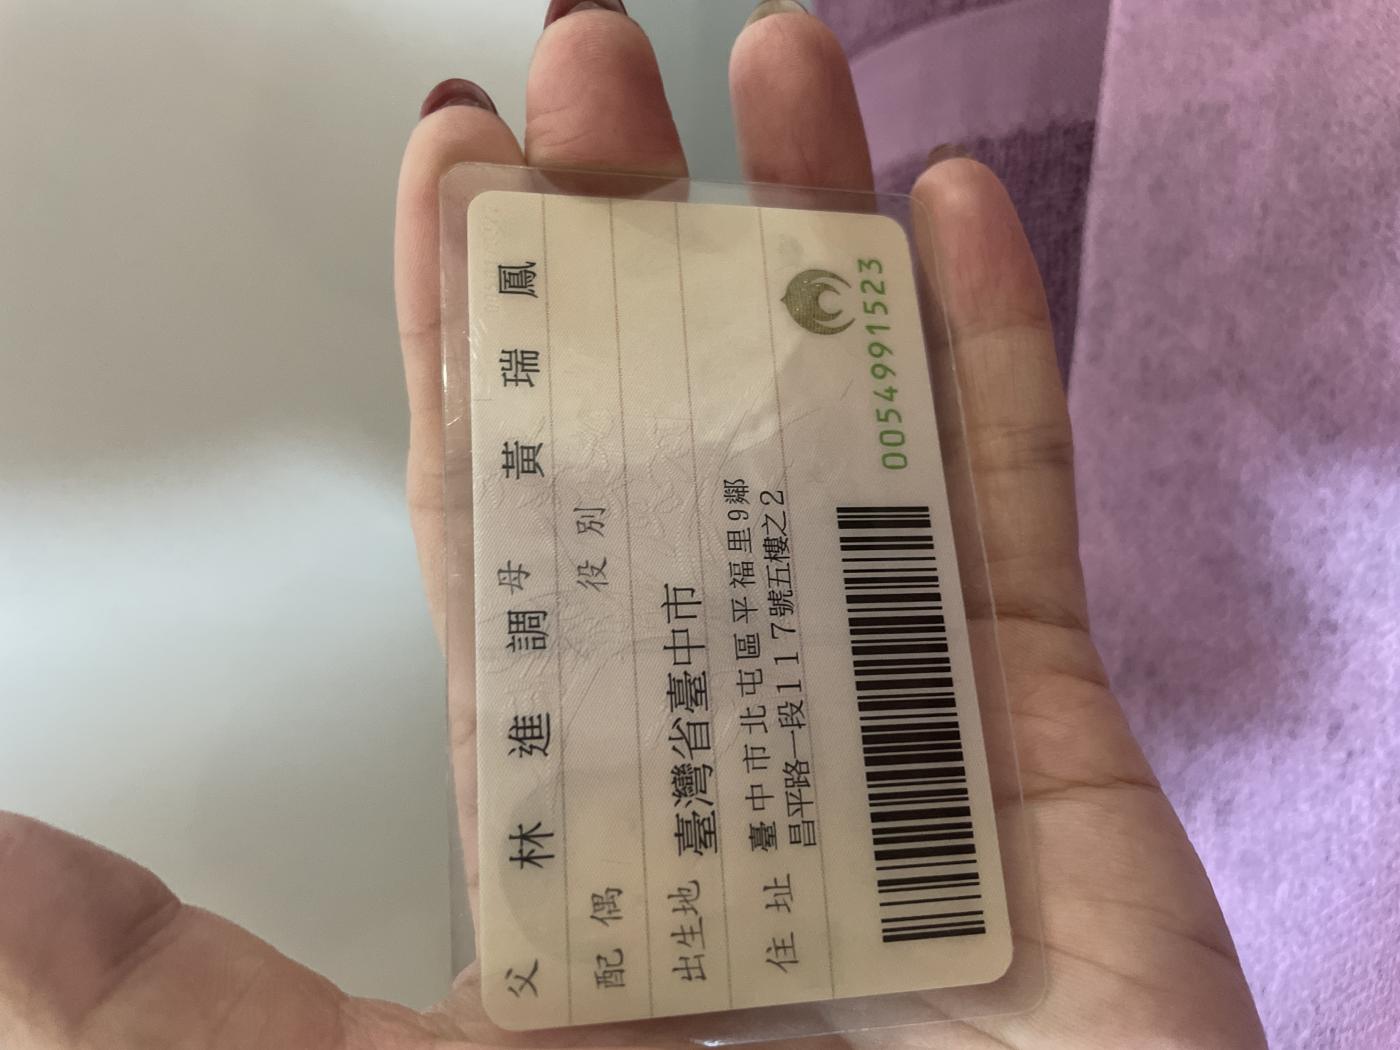 父 林進調 母 黃瑞鳳
配偶 役別
出生地 臺灣省臺中市
住址 臺中市北屯區平福里9鄰
昌平路一段117號五樓之2
0054991523